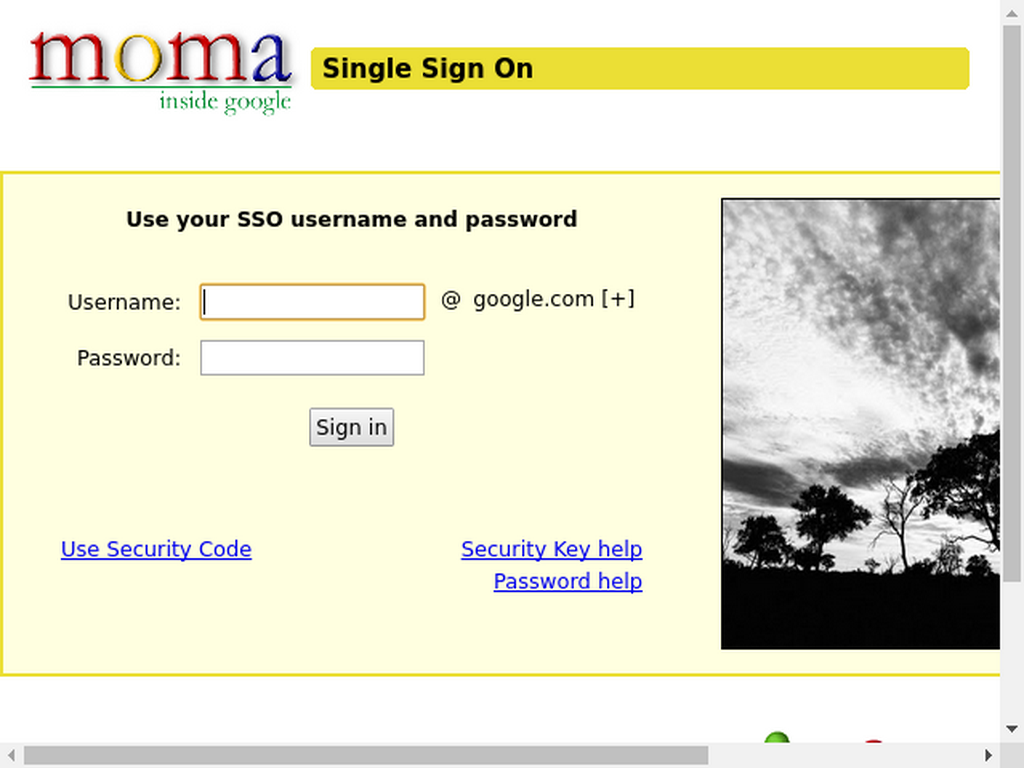 moma
inside google
Single Sign On
Use your SSO username and password
Username: @ google.com [+]
Password:
Sign in
Use Security Code
Security Key help
Password help